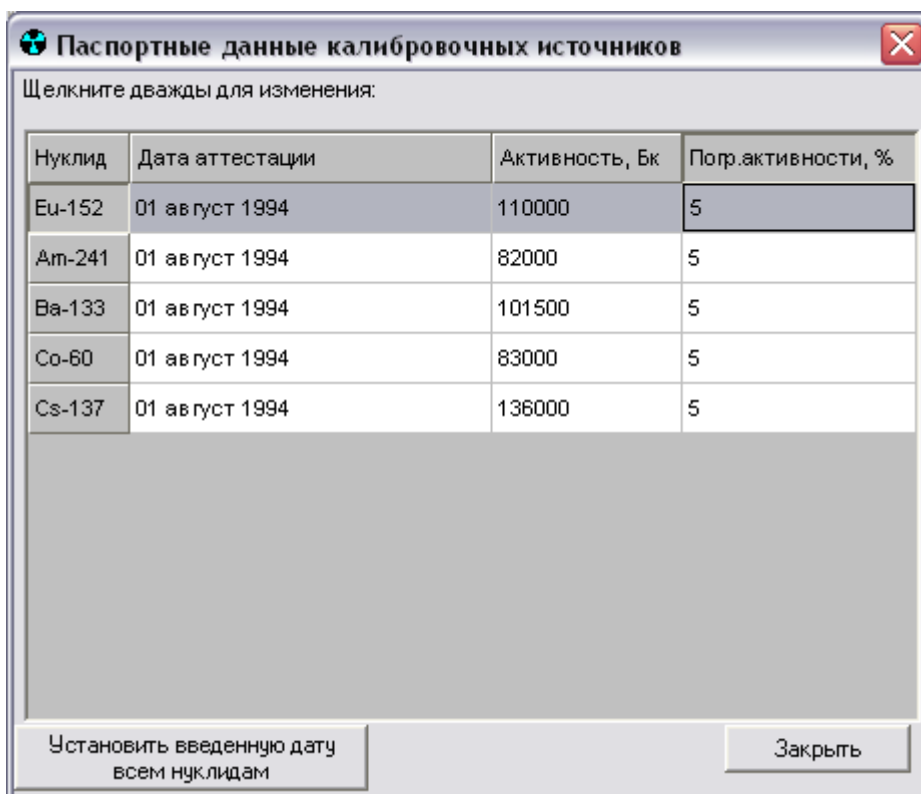 Паспортные данные калибровочных источников
Щелкните дважды для изменения:
Нуклид Дата аттестации Активность, Бк Погр.активности, %
Eu-152 01 август 1994 110000 5
Am-241 01 август 1994 82000 5
Ba-133 01 август 1994 101500 5
Co-60 01 август 1994 83000 5
Cs-137 01 август 1994 136000 5
Установить введенную дату
всем нуклидам
Закрыть